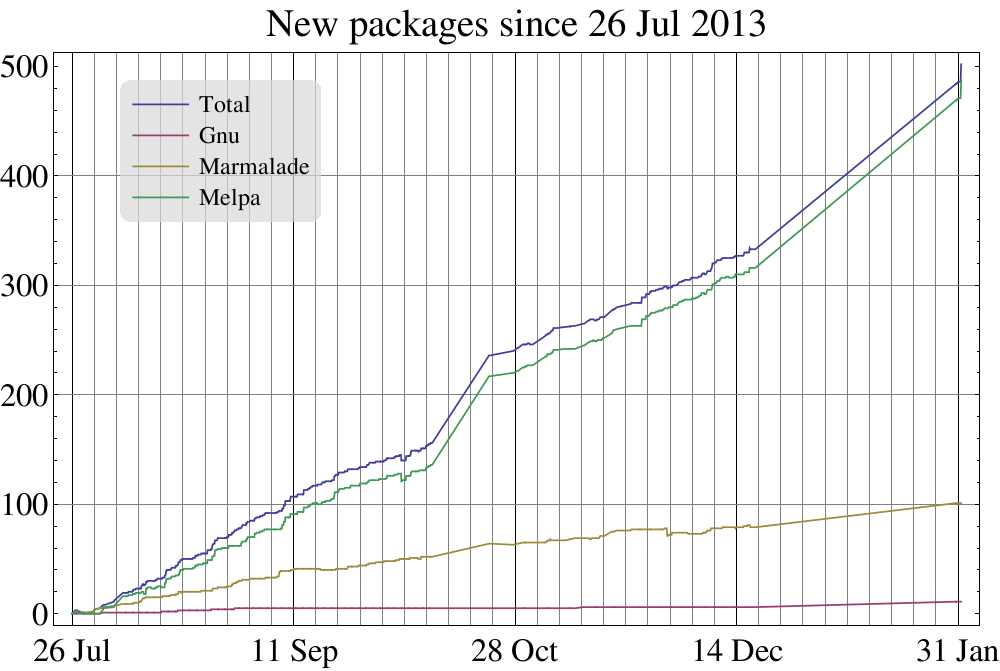 New packages since 26 Jul 2013
500
400
300
200
100
0
Total
Gnu
Marmalade
Melpa
26 Jul 11 Sep 28 Oct 14 Dec 31 Jan